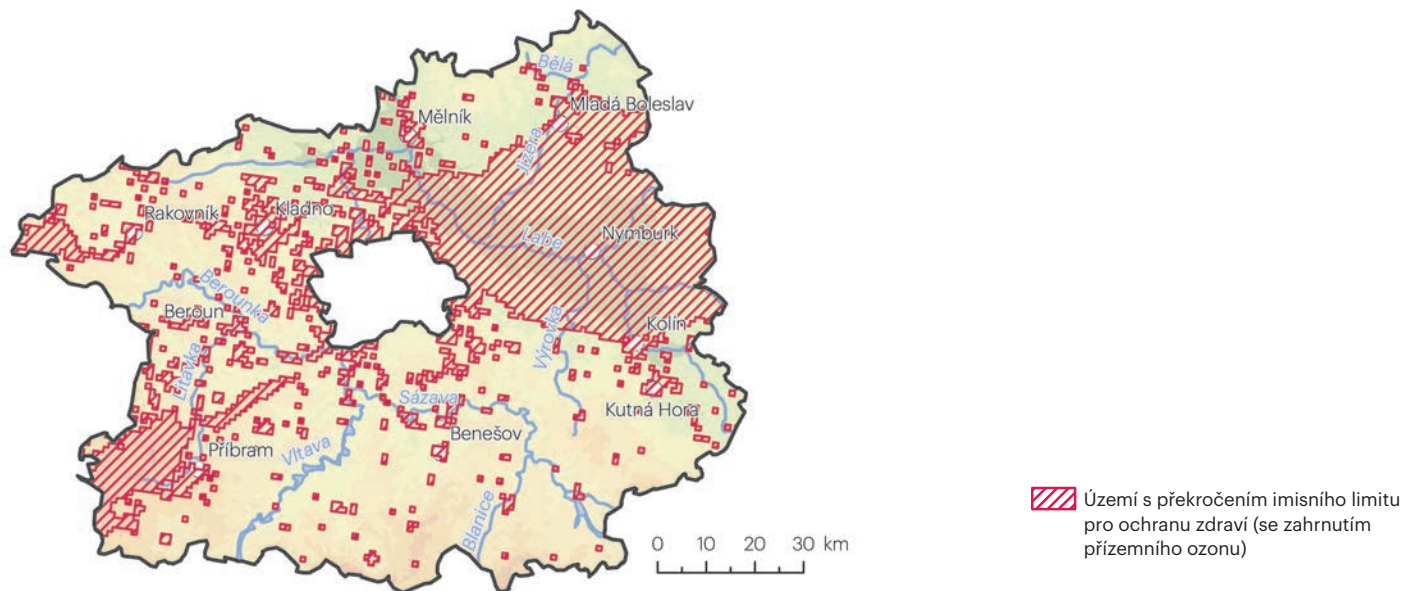 Bělá
Mladá Boleslav
Mělník
Jizera
Rakovník
Kladno
Labe
Nymburk
Berounka
Beroun
Kolín
Výrovka
Litavka
Sázava
Kutná Hora
Benešov
Příbram
Vltava
Blanice
0 10 20 30 km
Území s překročením imisního limitu
pro ochranu zdraví (se zahrnutím
přízemního ozonu)